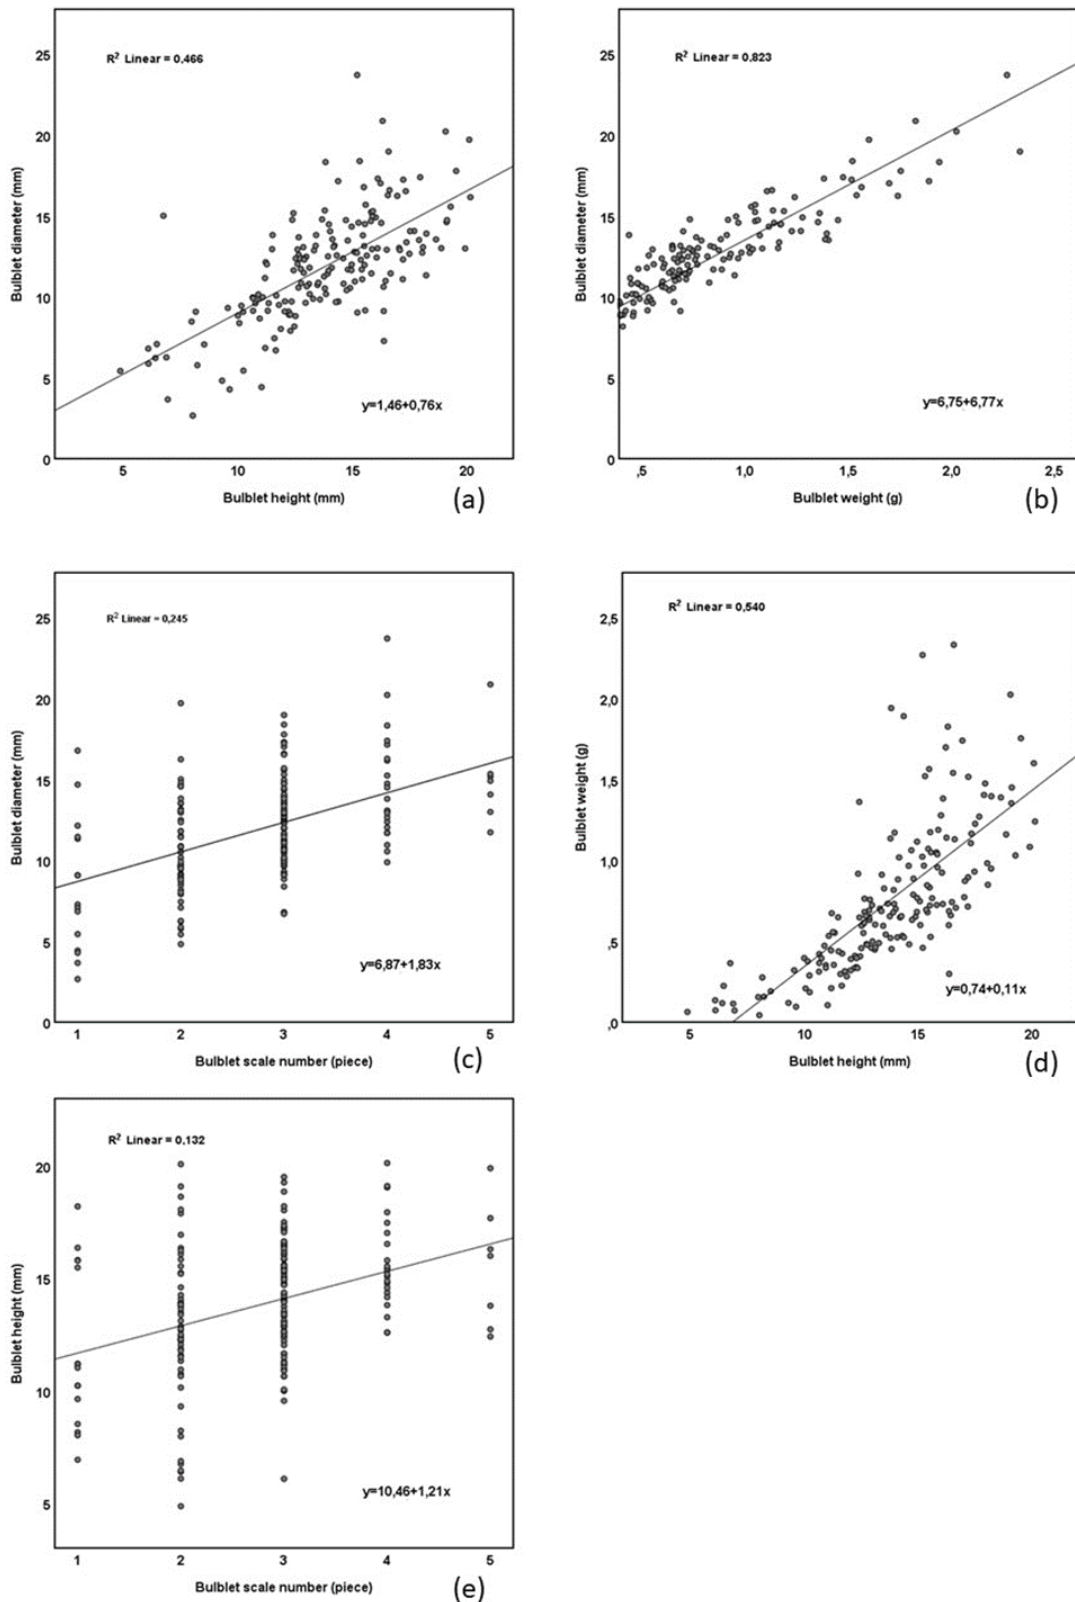 R² Linear = 0,466
Bulblet diameter (mm)
25
20
15
10
5
0
y=1,46+0,76x
5 10 15 20
Bulblet height (mm)
(a)
R² Linear = 0,823
Bulblet diameter (mm)
25
20
15
10
5
0
y=6,75+6,77x
,5 1,0 1,5 2,0 2,5
Bulblet weight (g)
(b)
R² Linear = 0,245
Bulblet diameter (mm)
25
20
15
10
5
0
y=6,87+1,83x
1 2 3 4 5
Bulblet scale number (piece)
(c)
R² Linear = 0,540
Bulblet weight (g)
2,5
2,0
1,5
1,0
,5
,0
y=0,74+0,11x
5 10 15 20
Bulblet height (mm)
(d)
R² Linear = 0,132
Bulblet height (mm)
20
15
10
5
y=10,46+1,21x
1 2 3 4 5
Bulblet scale number (piece)
(e)